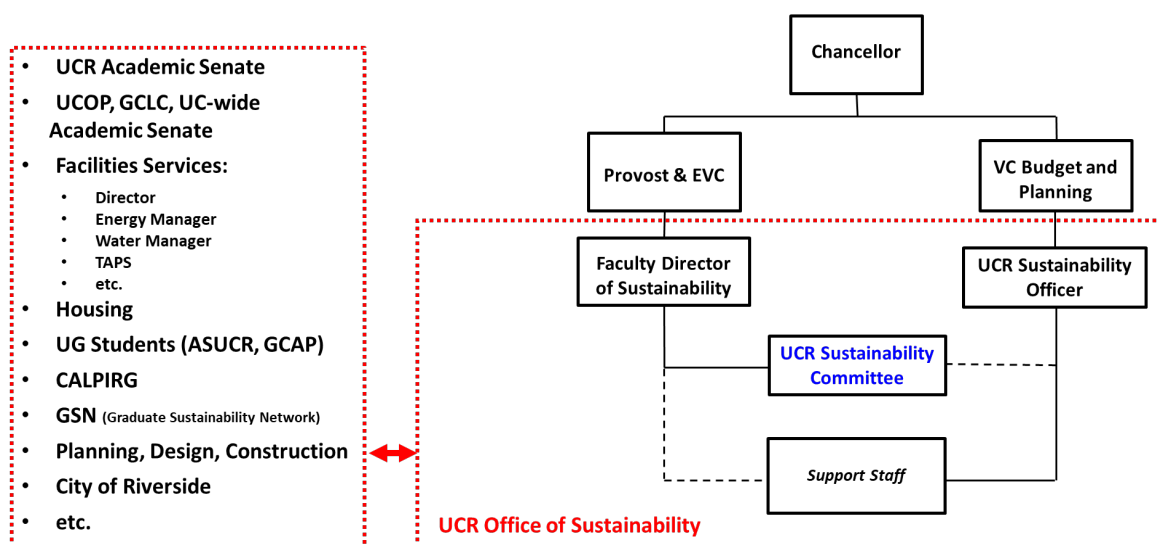 • UCR Academic Senate
• UCOP, GCLC, UC-wide
Academic Senate
• Facilities Services:
• Director
• Energy Manager
• Water Manager
• TAPS
• etc.
• Housing
• UG Students (ASUCR, GCAP)
• CALPIRG
• GSN (Graduate Sustainability Network)
• Planning, Design, Construction
• City of Riverside
• etc.
Chancellor
Provost & EVC
VC Budget and
Planning
Faculty Director
of Sustainability
UCR Sustainability
Officer
UCR Sustainability
Committee
Support Staff
UCR Office of Sustainability